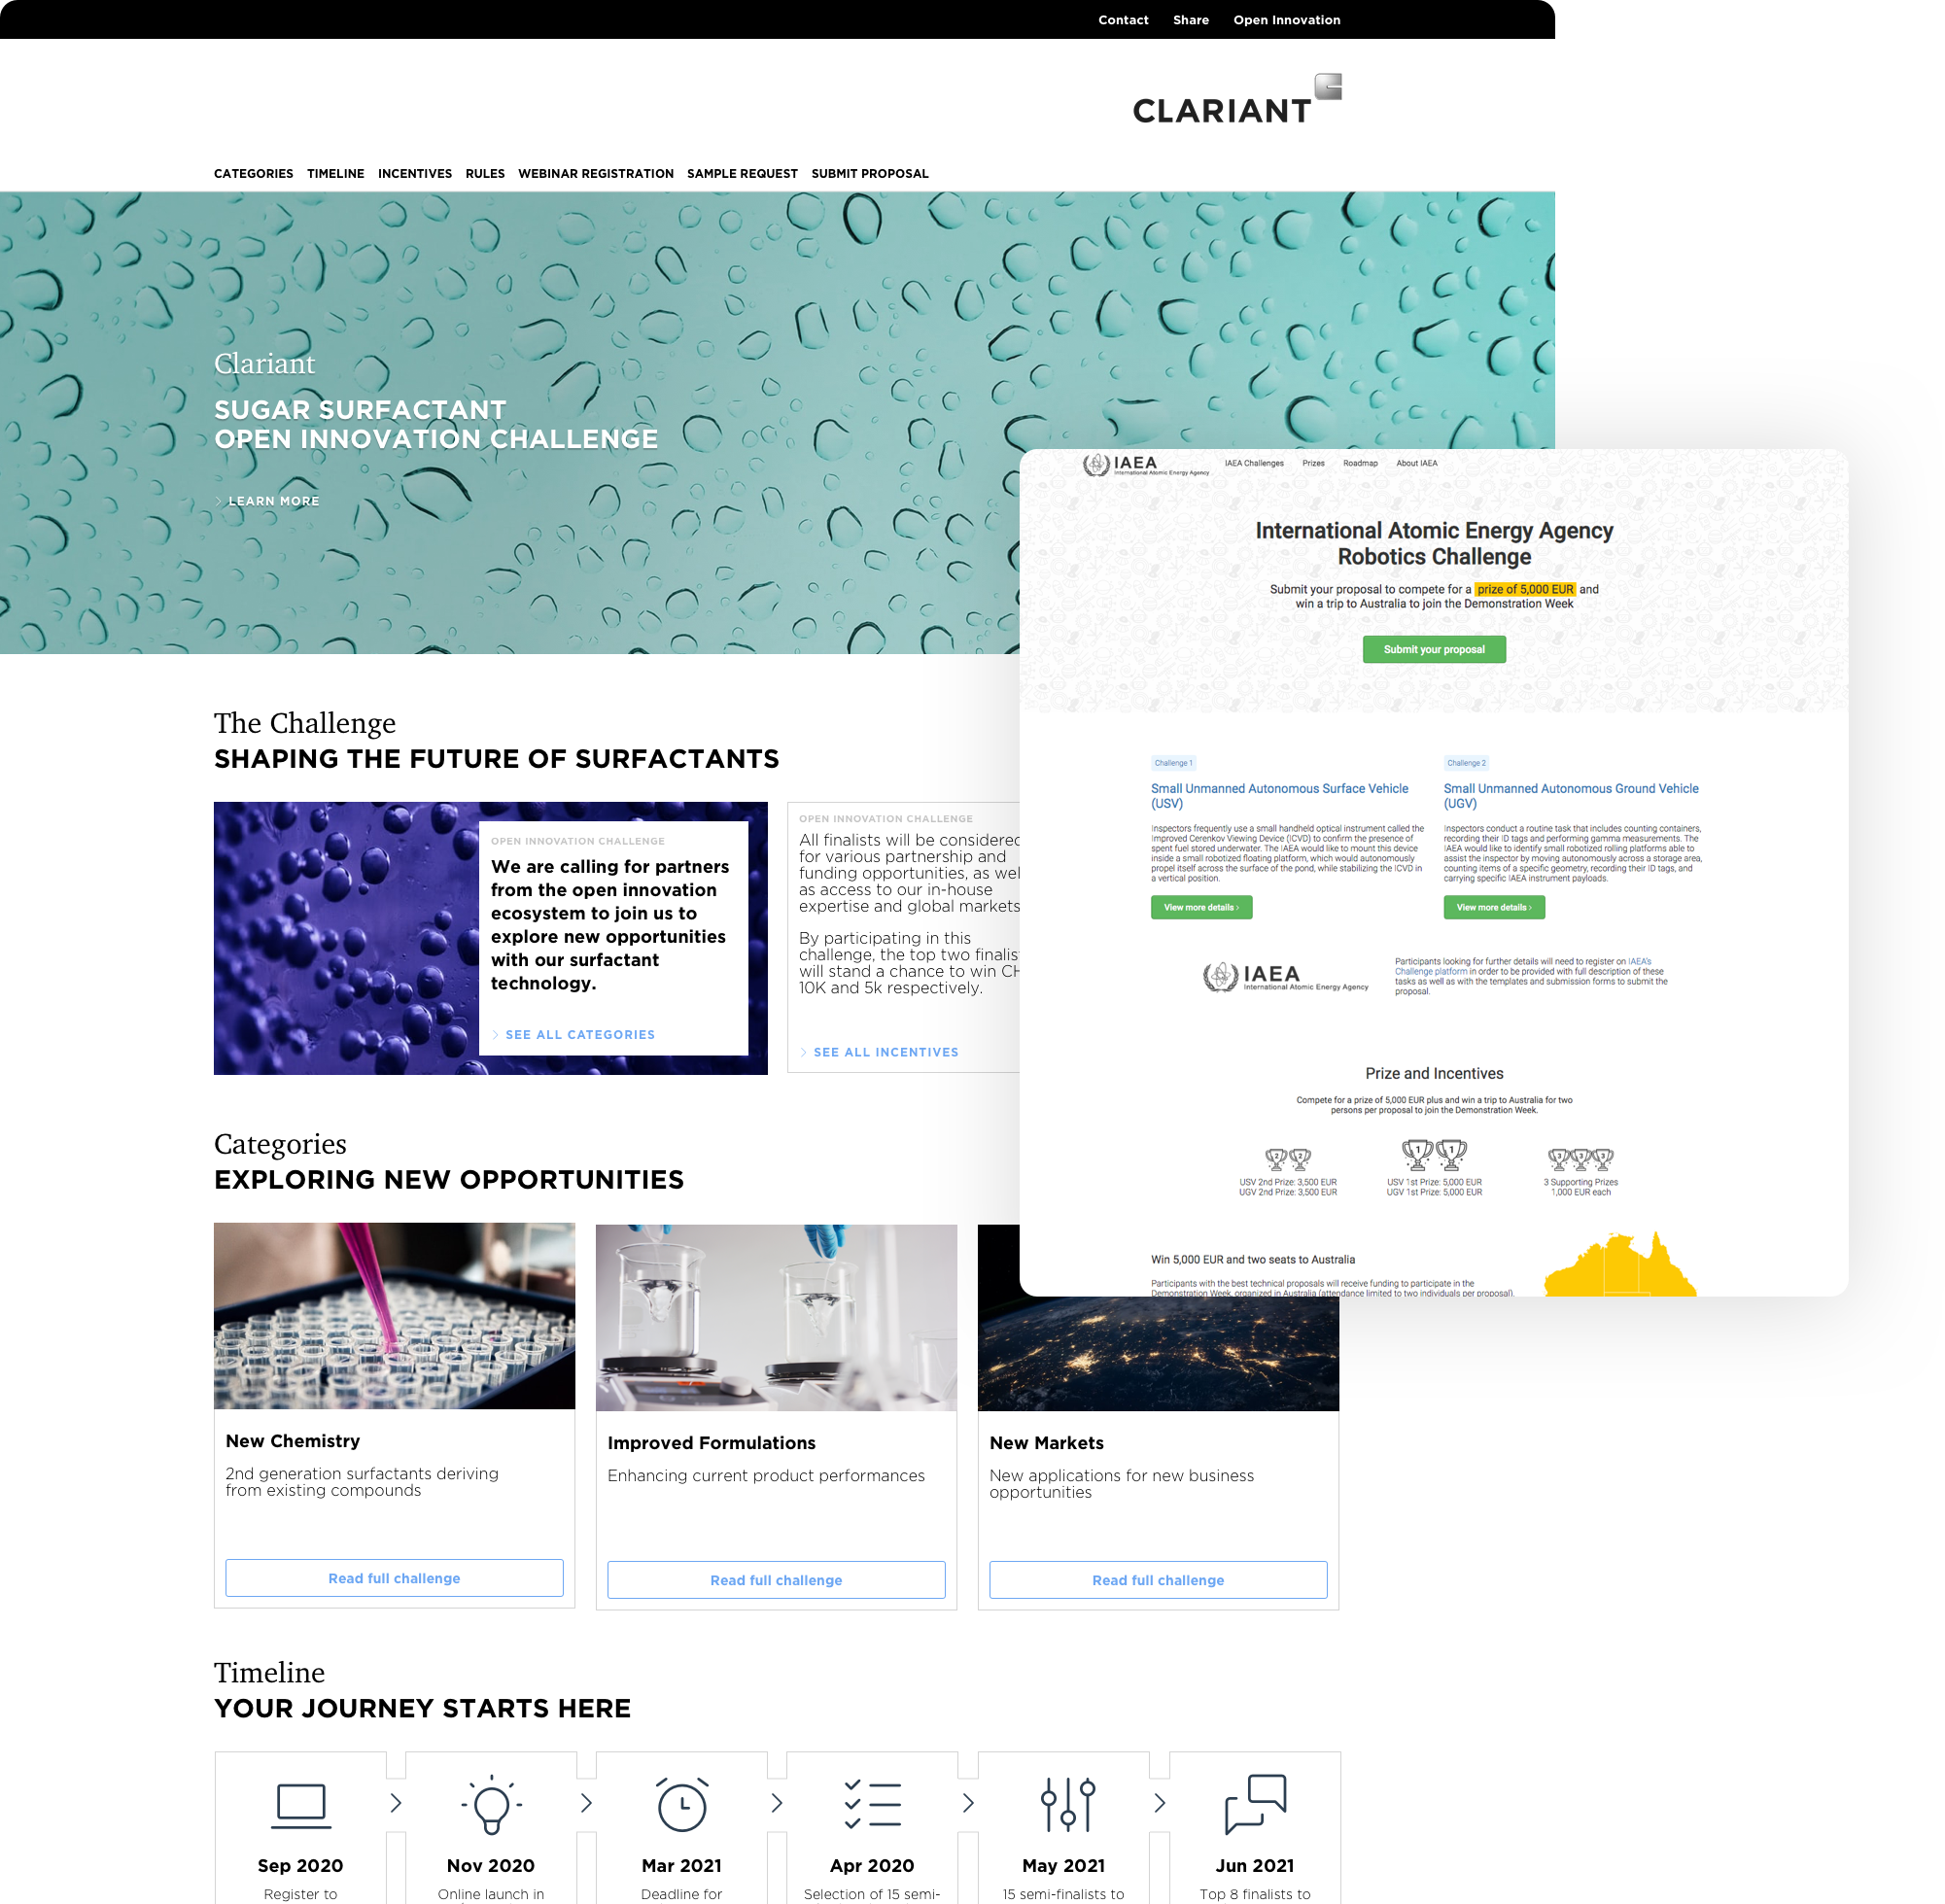 Contact Share Open Innovation
CLARIANT
CATEGORIES TIMELINE INCENTIVES RULES WEBINAR REGISTRATION SAMPLE REQUEST SUBMIT PROPOSAL
Clariant
SUGAR SURFACTANT
OPEN INNOVATION CHALLENGE
LEARN MORE
The Challenge
SHAPING THE FUTURE OF SURFACTANTS
OPEN INNOVATION CHALLENGE
We are calling for partners
from the open innovation
ecosystem to join us to
explore new opportunities
with our surfactant
technology.
SEE ALL CATEGORIES
OPEN INNOVATION CHALLENGE
All finalists will be considered
for various partnership and
funding opportunities, as wel
as access to our in-house
expertise and global markets
By participating in this
challenge, the top two finalis
will stand a chance to win CH
10K and 5k respectively.
SEE ALL INCENTIVES
Categories
EXPLORING NEW OPPORTUNITIES
New Chemistry
2nd generation surfactants deriving
from existing compounds
Read full challenge
Improved Formulations
Enhancing current product performances
Read full challenge
New Markets
New applications for new business
opportunities
Read full challenge
Timeline
YOUR JOURNEY STARTS HERE
Sep 2020
Register to
Nov 2020
Online launch in
Mar 2021
Deadline for
Apr 2020
Selection of 15 semi-
May 2021
15 semi-finalists to
Jun 2021
Top 8 finalists to
IAEA
International Atomic Energy Agency
IAEA Challenges Prizes Roadmap About IAEA
International Atomic Energy Agency
Robotics Challenge
Submit your proposal to compete for a prize of 5,000 EUR and
win a trip to Australia to join the Demonstration Week
Submit your proposal
Challenge 1
Small Unmanned Autonomous Surface Vehicle
(USV)
Inspectors frequently use a small handheld optical instrument called the
Improved Cerenkov Viewing Device (ICVD) to confirm the presence of
spent fuel stored underwater. The IAEA would like to mount this device
inside a small robotized floating platform, which would autonomously
propel itself across the surface of the pond, while stabilizing the ICVD in
a vertical position.
View more details ›
Challenge 2
Small Unmanned Autonomous Ground Vehicle
(UGV)
Inspectors conduct a routine task that includes counting containers,
recording their ID tags and performing gamma measurements. The
IAEA would like to identify small robotized rolling platforms able to
assist the inspector by moving autonomously across a storage area,
counting items of a specific geometry, recording their ID tags, and
carrying specific IAEA instrument payloads.
View more details ›
IAEA
International Atomic Energy Agency
Participants looking for further details will need to register on IAEA's
Challenge platform in order to be provided with full description of these
tasks as well as with the templates and submission forms to submit the
proposal.
Prize and Incentives
Compete for a prize of 5,000 EUR plus and win a trip to Australia for two
persons per proposal to join the Demonstration Week.
2 2
USV 2nd Prize: 3,500 EUR
UGV 2nd Prize: 3,500 EUR
1 1
USV 1st Prize: 5,000 EUR
UGV 1st Prize: 5,000 EUR
3 3 3
3 Supporting Prizes
1,000 EUR each
Win 5,000 EUR and two seats to Australia
Participants with the best technical proposals will receive funding to participate in the
Demonstration Week, organized in Australia (attendance limited to two individuals per proposal).